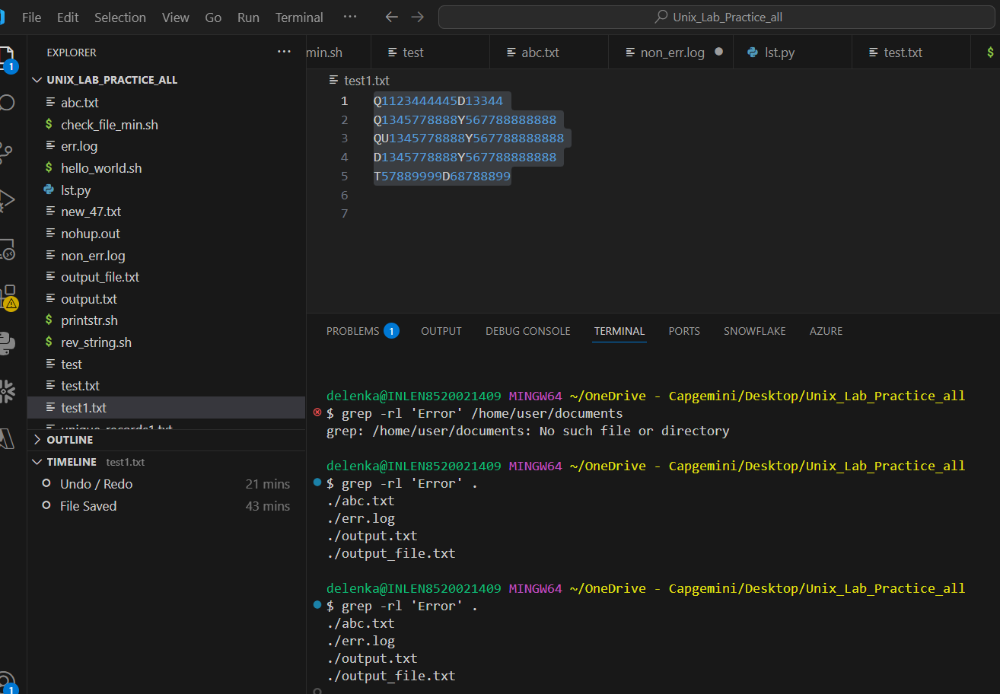 File Edit Selection View Go Run Terminal ··· Unix_Lab_Practice_all
EXPLORER ···
1
UNIX_LAB_PRACTICE_ALL
abc.txt
$ check_file_min.sh
err.log
$ hello_world.sh
lst.py
new_47.txt
nohup.out
non_err.log
output_file.txt
output.txt
$ printstr.sh
$ rev_string.sh
test
test.txt
test1.txt
unique_records1.txt
OUTLINE
TIMELINE test1.txt
Undo / Redo 21 mins
File Saved 43 mins
1
min.sh test abc.txt non_err.log lst.py test.txt $
test1.txt
1 Q1123444445D13344
2 Q1345778888Y567788888888
3 QU1345778888Y567788888888
4 D1345778888Y567788888888
5 T57889999D68788899
6
7
PROBLEMS 1 OUTPUT DEBUG CONSOLE TERMINAL PORTS SNOWFLAKE AZURE
delenka@INLEN8520021409 MINGW64 ~/OneDrive - Capgemini/Desktop/Unix_Lab_Practice_all
$ grep -rl 'Error' /home/user/documents
grep: /home/user/documents: No such file or directory
delenka@INLEN8520021409 MINGW64 ~/OneDrive - Capgemini/Desktop/Unix_Lab_Practice_all
$ grep -rl 'Error' .
./abc.txt
./err.log
./output.txt
./output_file.txt
delenka@INLEN8520021409 MINGW64 ~/OneDrive - Capgemini/Desktop/Unix_Lab_Practice_all
$ grep -rl 'Error' .
./abc.txt
./err.log
./output.txt
./output_file.txt